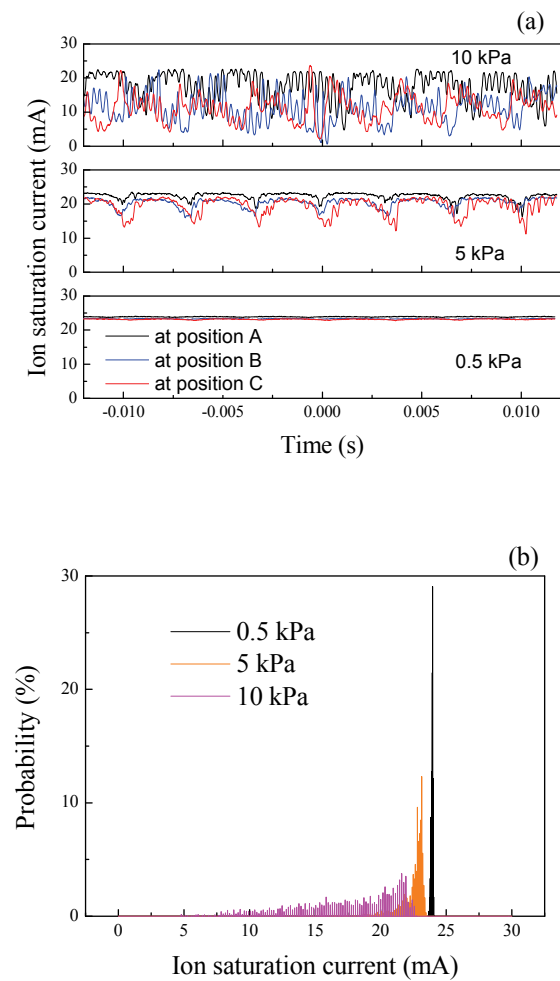 (a)
30
20
10
0
10 kPa
30
20
10
0
5 kPa
30
20
10
0
at position A
at position B
at position C
0.5 kPa
-0.010 -0.005 0.000 0.005 0.010
Time (s)
Ion saturation current (mA)
(b)
30
20
10
0
0.5 kPa
5 kPa
10 kPa
0 5 10 15 20 25 30
Ion saturation current (mA)
Probability (%)